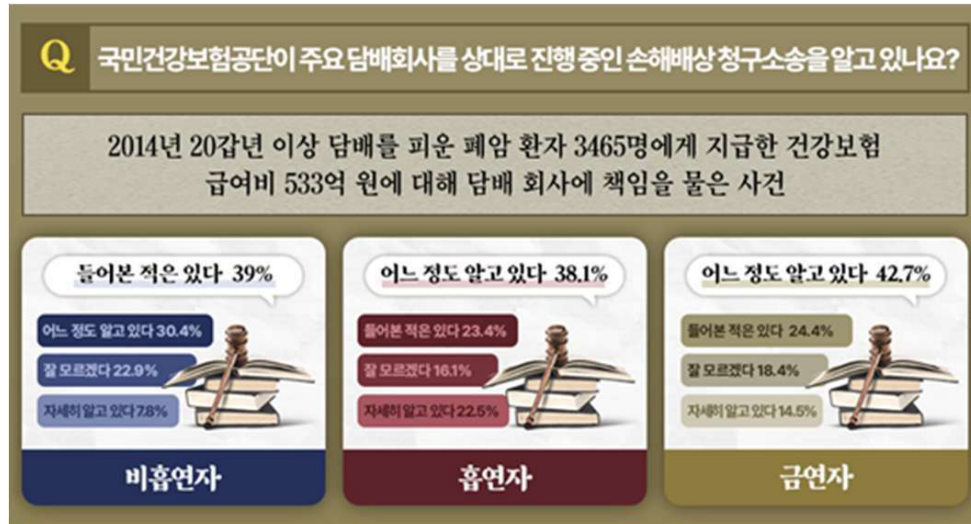 Q 국민건강보험공단이 주요 담배회사를 상대로 진행 중인 손해배상 청구소송을 알고 있나요?
2014년 20갑년 이상 담배를 피운 폐암 환자 3465명에게 지급한 건강보험
급여비 533억 원에 대해 담배 회사에 책임을 물은 사건
들어본 적은 있다 39%
어느 정도 알고 있다 30.4%
잘 모르겠다 22.9%
자세히 알고 있다 7.8%
비흡연자
어느 정도 알고 있다 38.1%
들어본 적은 있다 23.4%
잘 모르겠다 16.1%
자세히 알고 있다 22.5%
흡연자
어느 정도 알고 있다 42.7%
들어본 적은 있다 24.4%
잘 모르겠다 18.4%
자세히 알고 있다 14.5%
금연자